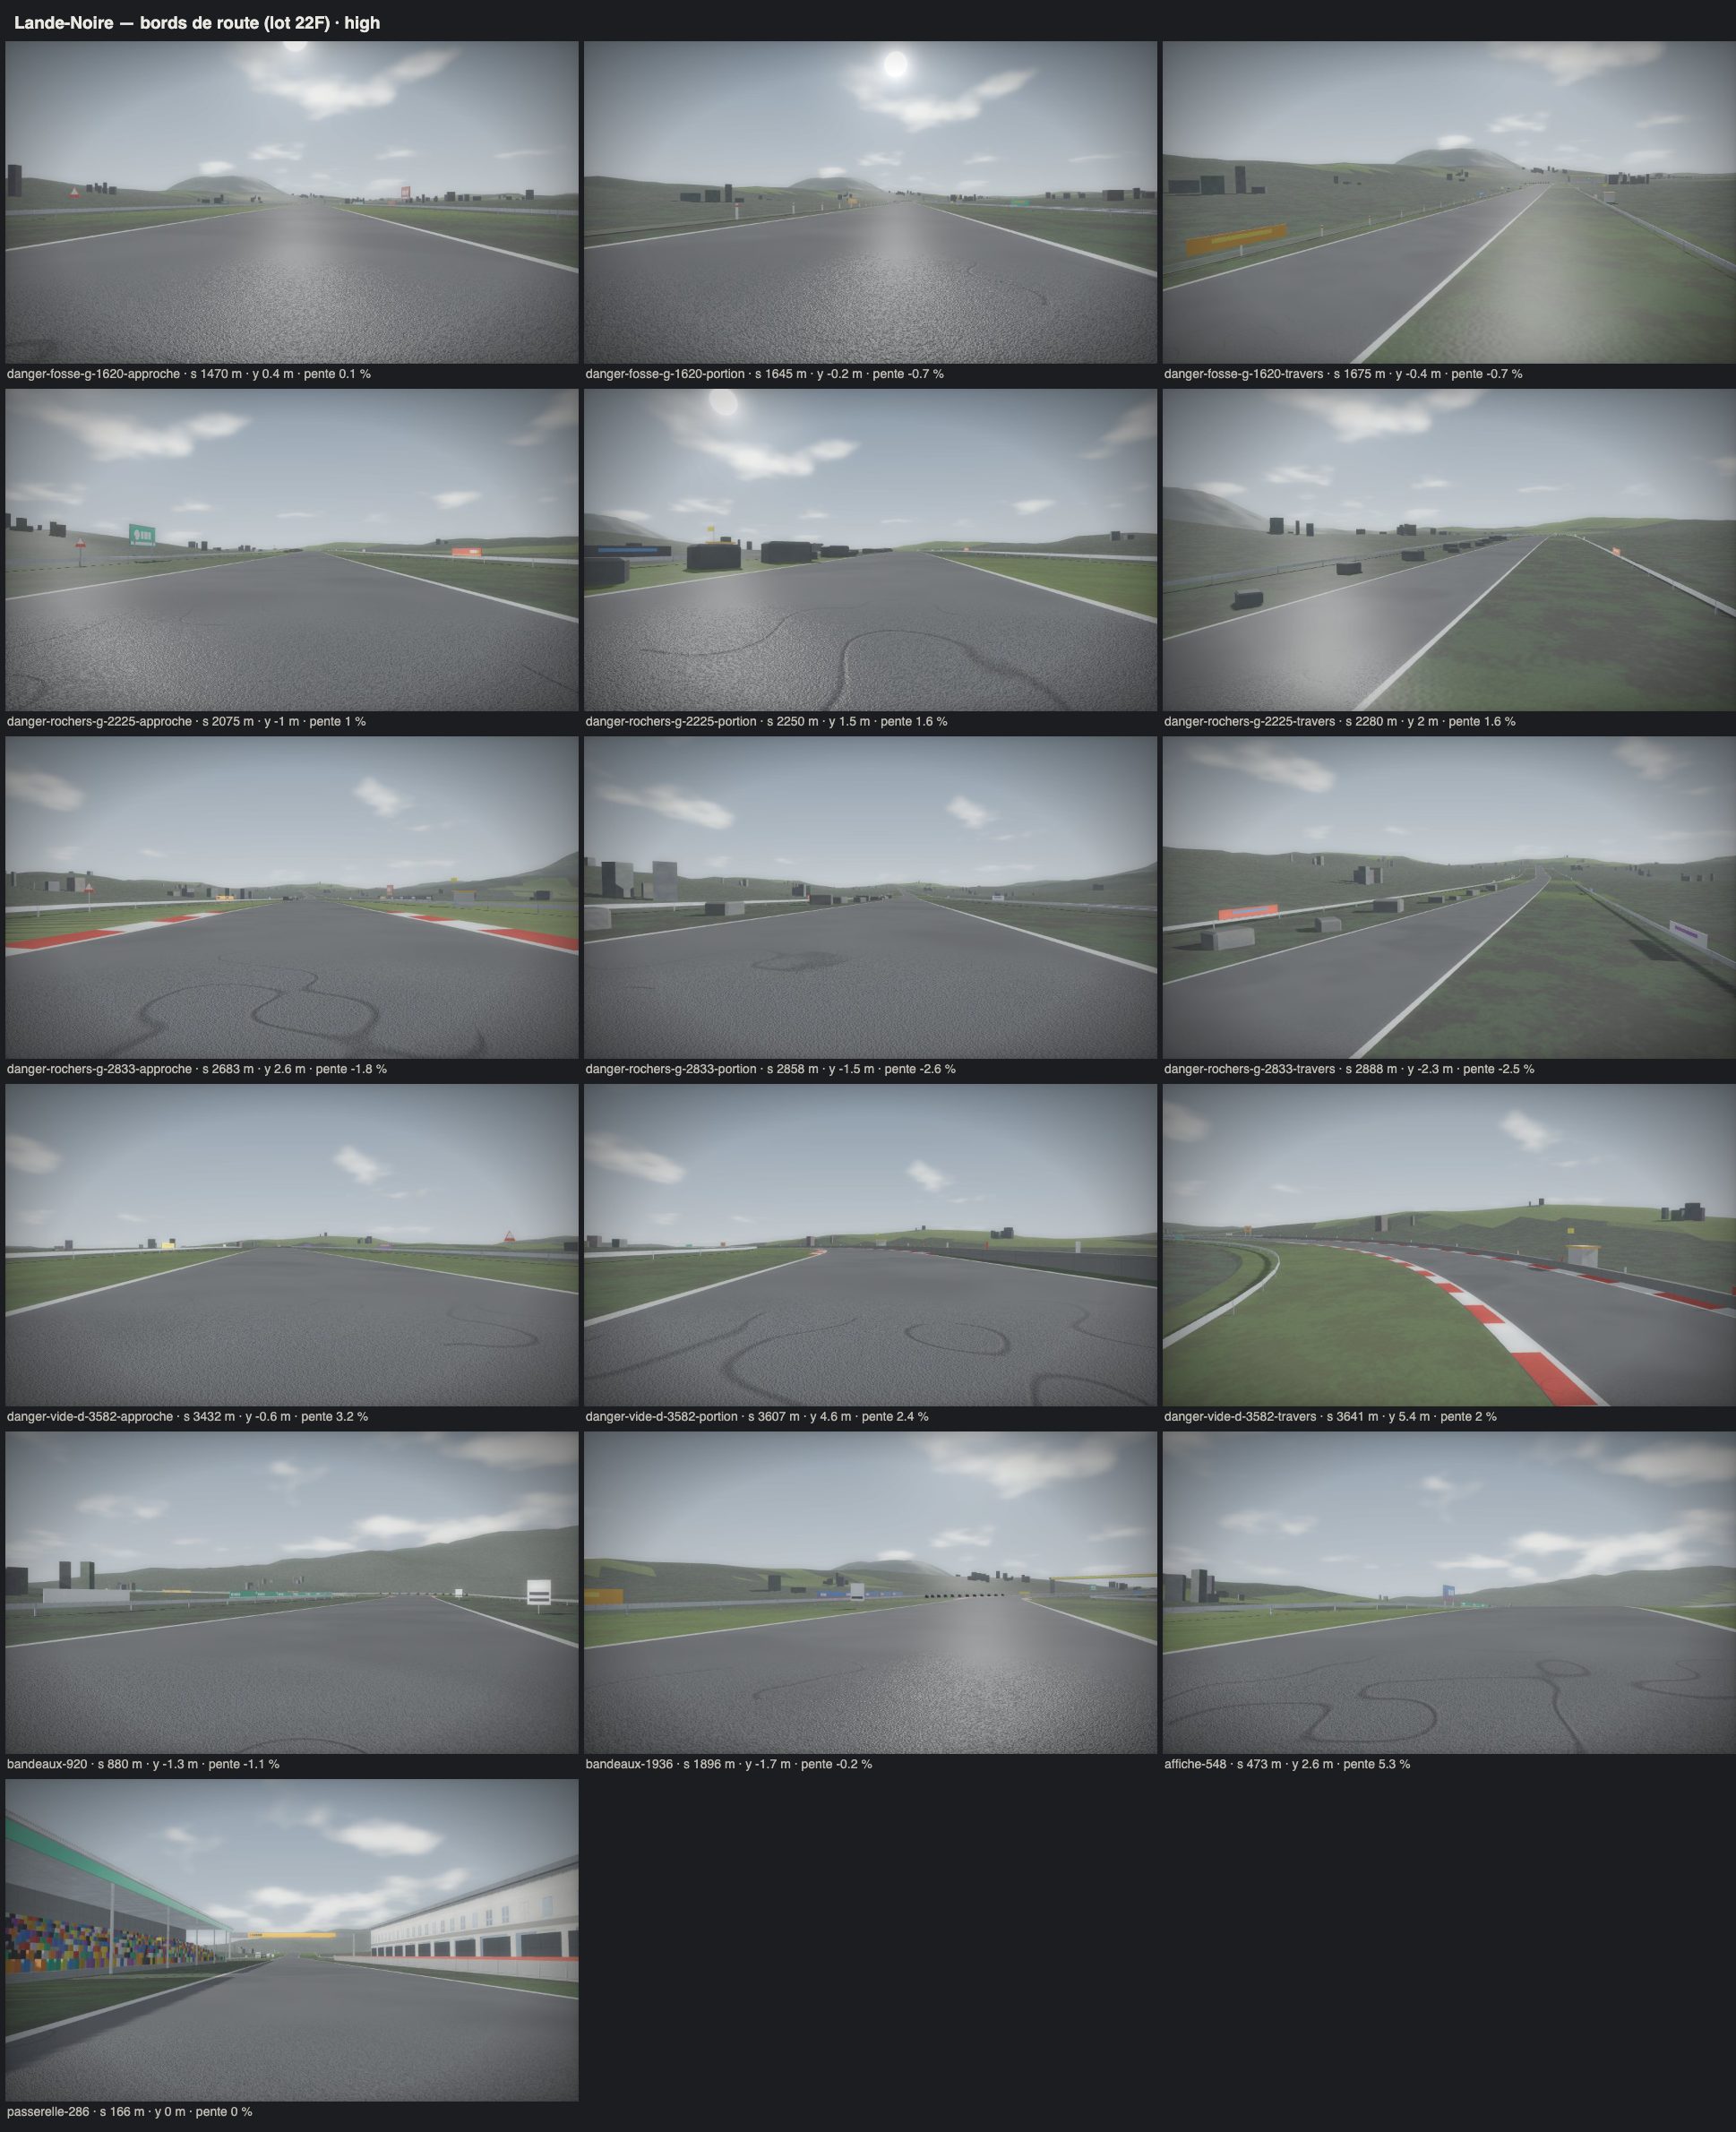 Lande-Noire — bords de route (lot 22F) · high
danger-fosse-g-1620-approche · s 1470 m · y 0.4 m · pente 0.1 %
danger-fosse-g-1620-portion · s 1645 m · y -0.2 m · pente -0.7 %
danger-fosse-g-1620-travers · s 1675 m · y -0.4 m · pente -0.7 %
danger-rochers-g-2225-approche · s 2075 m · y -1 m · pente 1 %
danger-rochers-g-2225-portion · s 2250 m · y 1.5 m · pente 1.6 %
danger-rochers-g-2225-travers · s 2280 m · y 2 m · pente 1.6 %
danger-rochers-g-2833-approche · s 2683 m · y 2.6 m · pente -1.8 %
danger-rochers-g-2833-portion · s 2858 m · y -1.5 m · pente -2.6 %
danger-rochers-g-2833-travers · s 2888 m · y -2.3 m · pente -2.5 %
danger-vide-d-3582-approche · s 3432 m · y -0.6 m · pente 3.2 %
danger-vide-d-3582-portion · s 3607 m · y 4.6 m · pente 2.4 %
danger-vide-d-3582-travers · s 3641 m · y 5.4 m · pente 2 %
bandeaux-920 · s 880 m · y -1.3 m · pente -1.1 %
bandeaux-1936 · s 1896 m · y -1.7 m · pente -0.2 %
affiche-548 · s 473 m · y 2.6 m · pente 5.3 %
passerelle-286 · s 166 m · y 0 m · pente 0 %